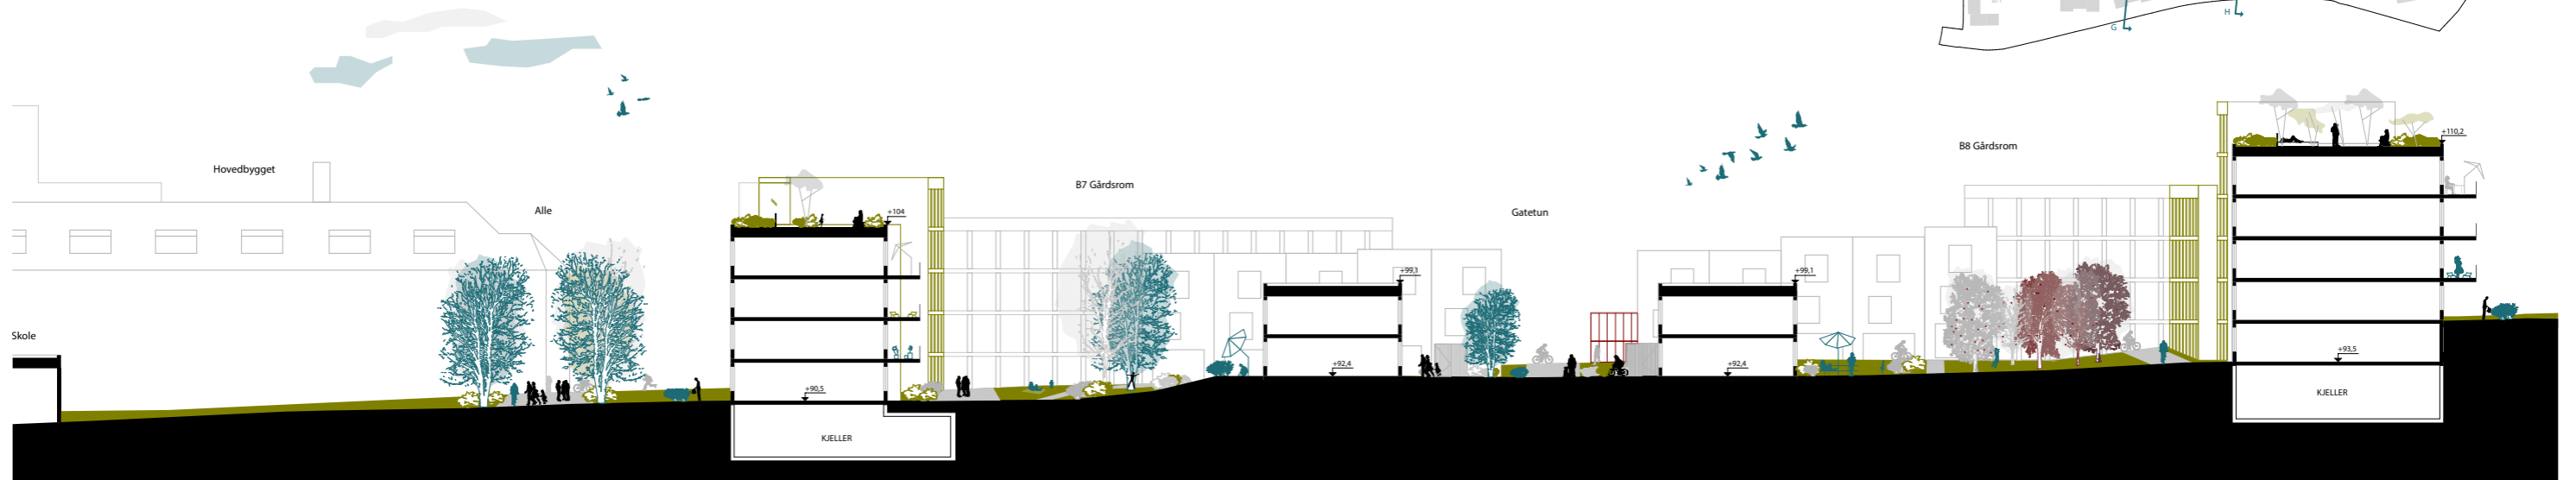 G
H
Hovedbygget
Alle
Skole
+104
+90,5
KJELLER
B7 Gårdsrom
+99,3
+92,4
Gatetun
+99,1
+92,4
B8 Gårdsrom
+110,2
+93,5
KJELLER